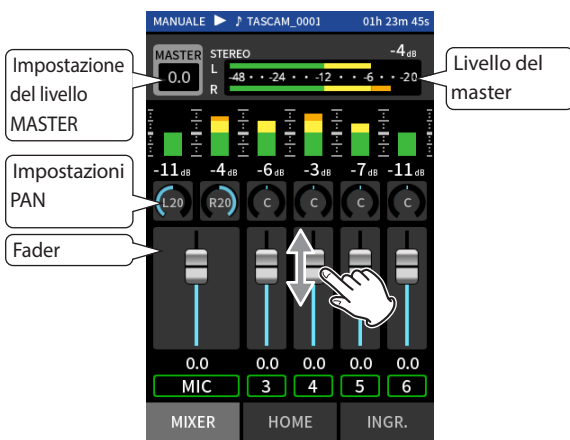 MANUALE ▶ ♪ TASCAM_0001 01h 23m 45s
Impostazione
del livello
MASTER
MASTER
0.0
STEREO
-4dB
L
-48 · · -24 · · -12 · · -6 · · -20
R
Livello del
master
-11dB -4dB -6dB -3dB -7dB -11dB
Impostazioni
PAN
L20 R20 C C C C
Fader
0.0 0.0 0.0 0.0 0.0
MIC 3 4 5 6
MIXER HOME INGR.